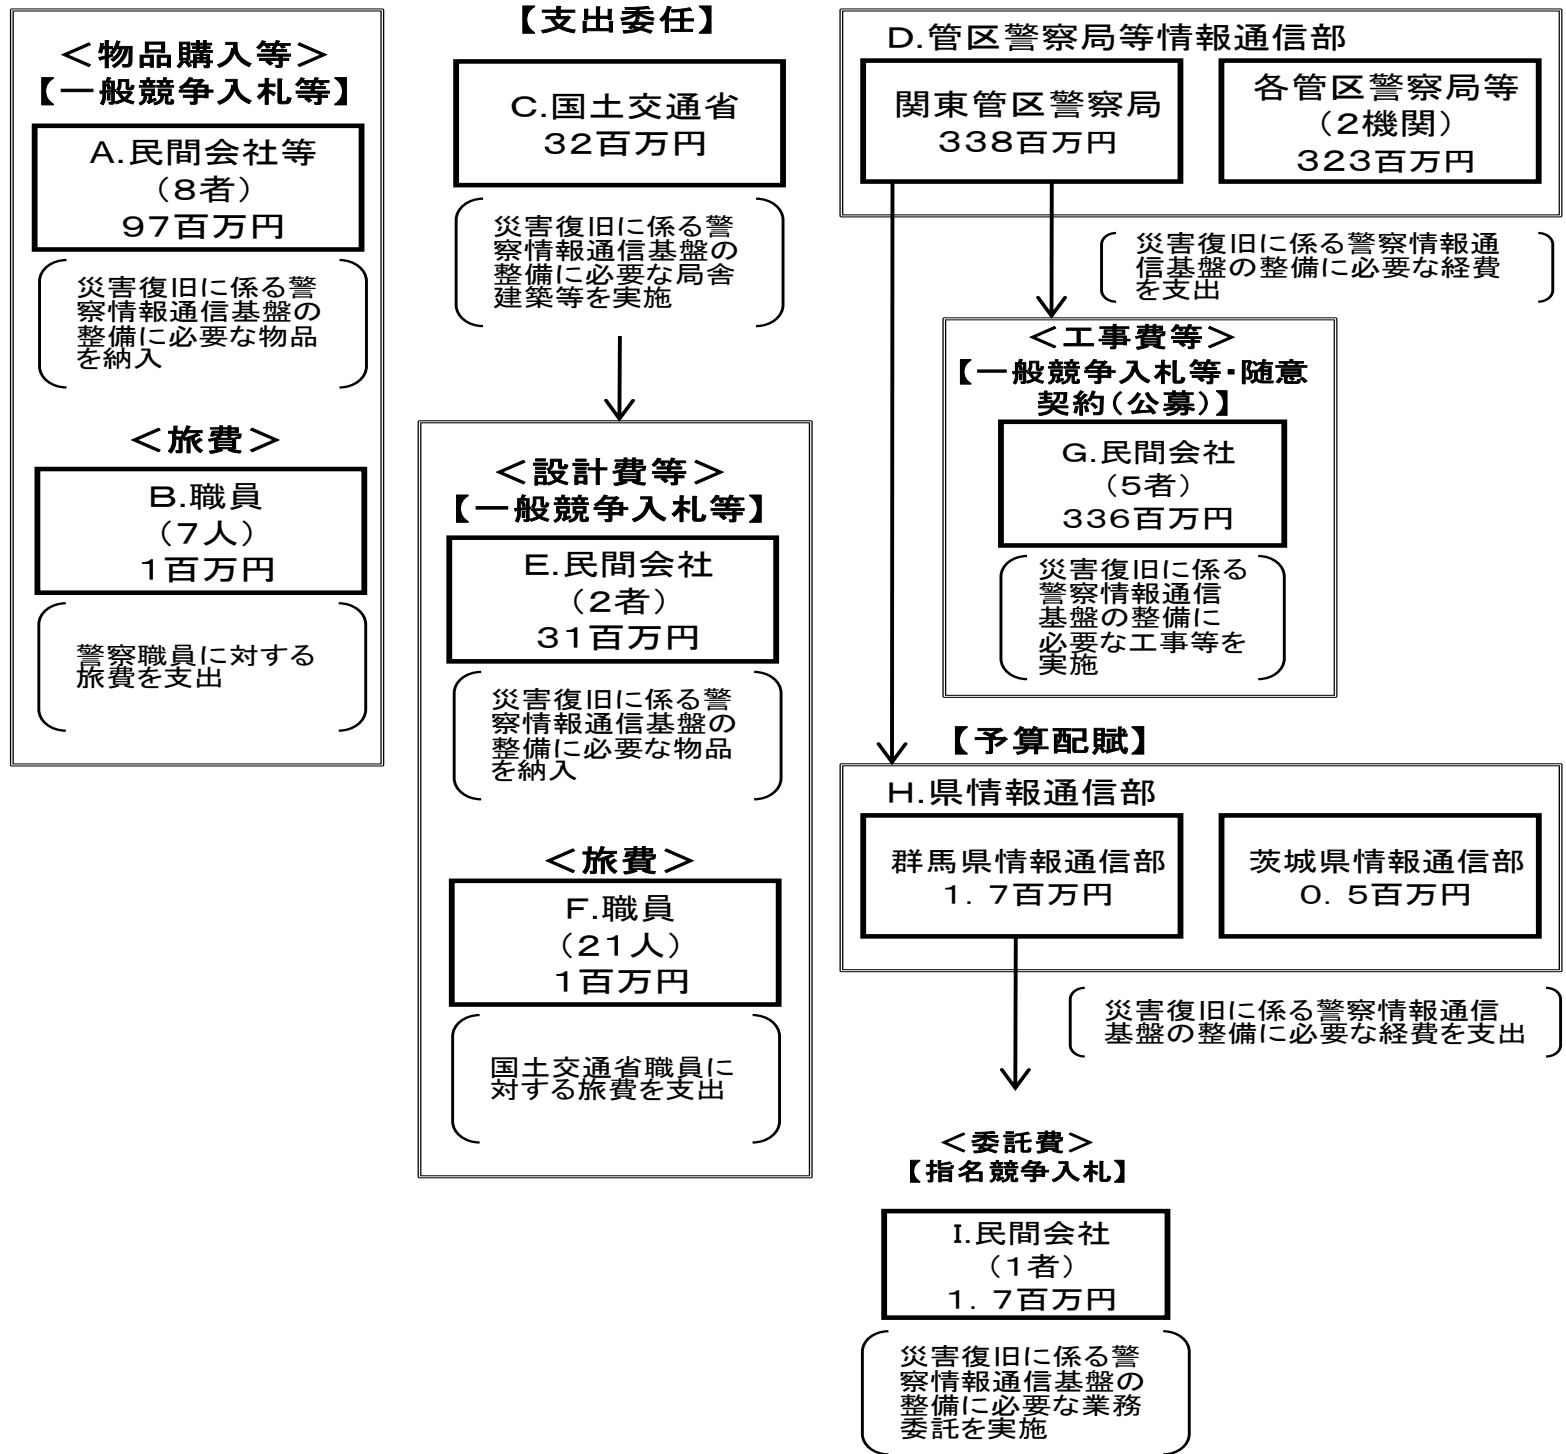 ＜物品購入等＞
【一般競争入札等】
A.民間会社等
（8者）
97百万円
災害復旧に係る警
察情報通信基盤の
整備に必要な物品
を納入
＜旅費＞
B.職員
（7人）
1百万円
警察職員に対する
旅費を支出
【支出委任】
C.国土交通省
32百万円
災害復旧に係る警
察情報通信基盤の
整備に必要な局舎
建築等を実施
＜設計費等＞
【一般競争入札等】
E.民間会社
（2者）
31百万円
災害復旧に係る警
察情報通信基盤の
整備に必要な物品
を納入
＜旅費＞
F.職員
（21人）
1百万円
国土交通省職員に
対する旅費を支出
D.管区警察局等情報通信部
関東管区警察局
338百万円
各管区警察局等
（2機関）
323百万円
災害復旧に係る警察情報通
信基盤の整備に必要な経費
を支出
＜工事費等＞
【一般競争入札等・随意
契約（公募）】
G.民間会社
（5者）
336百万円
災害復旧に係る
警察情報通信
基盤の整備に
必要な工事等を
実施
【予算配賦】
H.県情報通信部
群馬県情報通信部
1．7百万円
茨城県情報通信部
0．5百万円
災害復旧に係る警察情報通信
基盤の整備に必要な経費を支出
＜委託費＞
【指名競争入札】
I.民間会社
（1者）
1．7百万円
災害復旧に係る警
察情報通信基盤の
整備に必要な業務
委託を実施